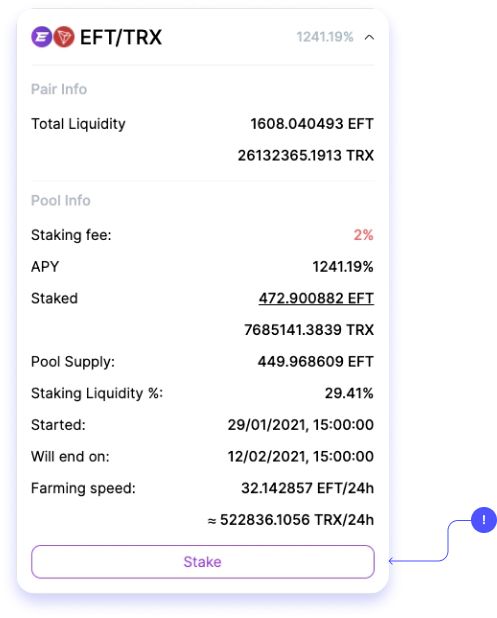 EFT/TRX 1241.19%
Pair Info
Total Liquidity 1608.040493 EFT
26132365.1913 TRX
Pool Info
Staking fee: 2%
APY 1241.19%
Staked 472.900882 EFT
7685141.3839 TRX
Pool Supply: 449.968609 EFT
Staking Liquidity %: 29.41%
Started: 29/01/2021, 15:00:00
Will end on: 12/02/2021, 15:00:00
Farming speed: 32.142857 EFT/24h
≈ 522836.1056 TRX/24h
!
Stake